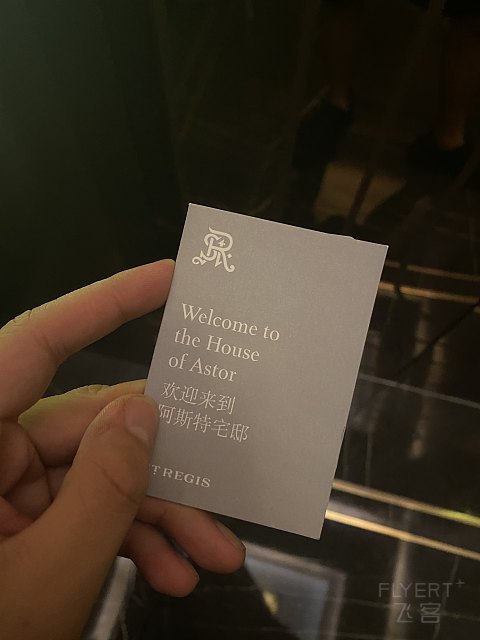 Welcome to
the House
of Astor
欢迎来到
阿斯特宅邸
T REGIS
FLYERT+
飞客